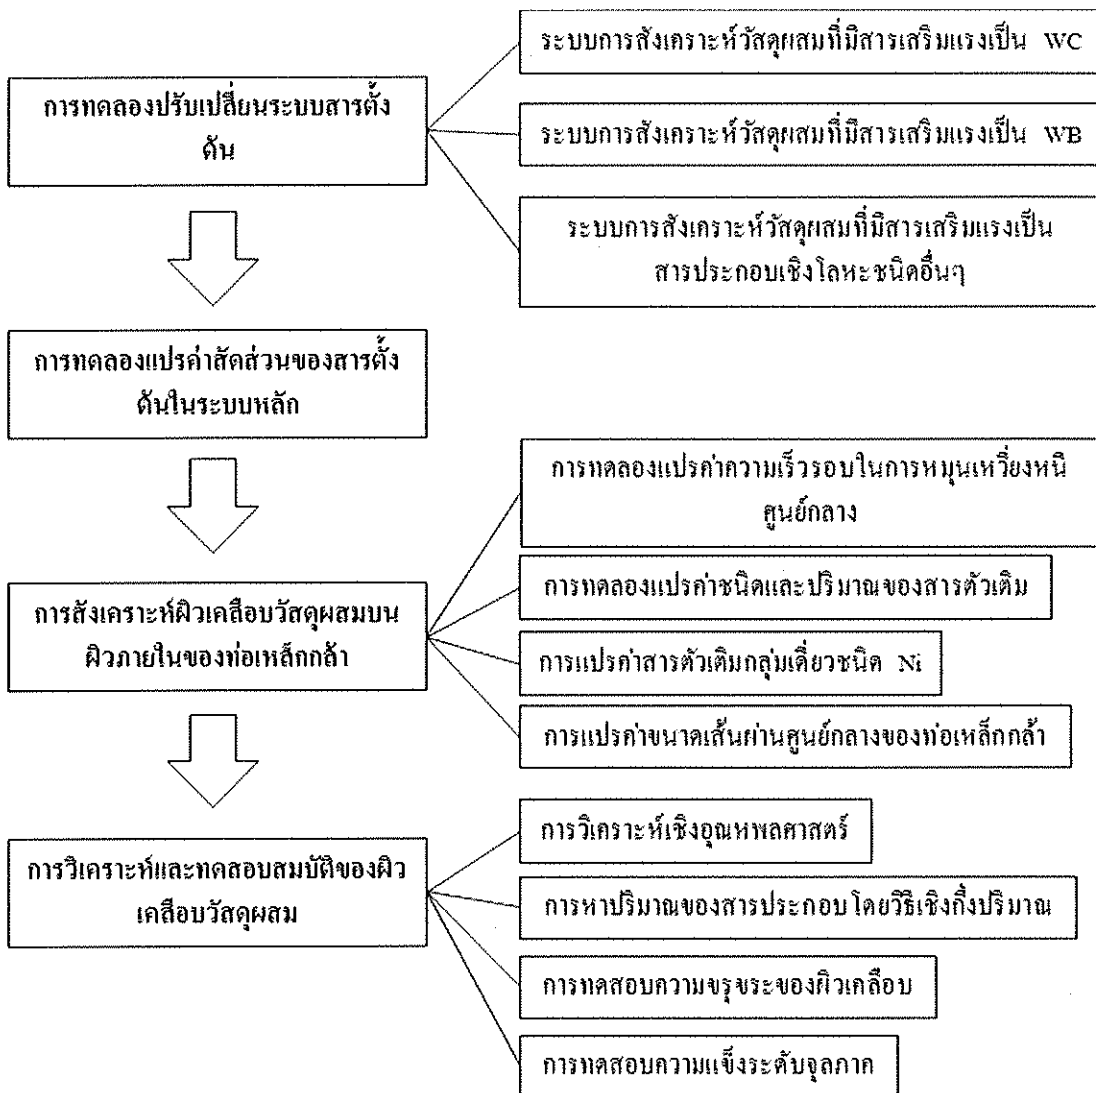 การทดลองปรับเปลี่ยนระบบสารตั้ง
ต้น
ระบบการสังเคราะห์วัสดุผสมที่มีสารเสริมแรงเป็น WC
ระบบการสังเคราะห์วัสดุผสมที่มีสารเสริมแรงเป็น WB
ระบบการสังเคราะห์วัสดุผสมที่มีสารเสริมแรงเป็น
สารประกอบเชิงโลหะชนิดอื่นๆ
การทดลองแปรค่าสัดส่วนของสารตั้ง
ต้นในระบบหลัก
การสังเคราะห์ผิวเคลือบวัสดุผสมบน
ผิวภายในของท่อเหล็กกล้า
การทดลองแปรค่าความเร็วรอบในการหมุนเหวี่ยงหนี
ศูนย์กลาง
การทดลองแปรค่าชนิดและปริมาณของสารตัวเติม
การแปรค่าสารตัวเติมกลุ่มเดี่ยวชนิด Ni
การแปรค่าขนาดเส้นผ่านศูนย์กลางของท่อเหล็กกล้า
การวิเคราะห์และทดสอบสมบัติของผิว
เคลือบวัสดุผสม
การวิเคราะห์เชิงอุณหพลศาสตร์
การหาปริมาณของสารประกอบโดยวิธีเชิงกึ่งปริมาณ
การทดสอบความขรุขระของผิวเคลือบ
การทดสอบความแข็งระดับจุลภาค